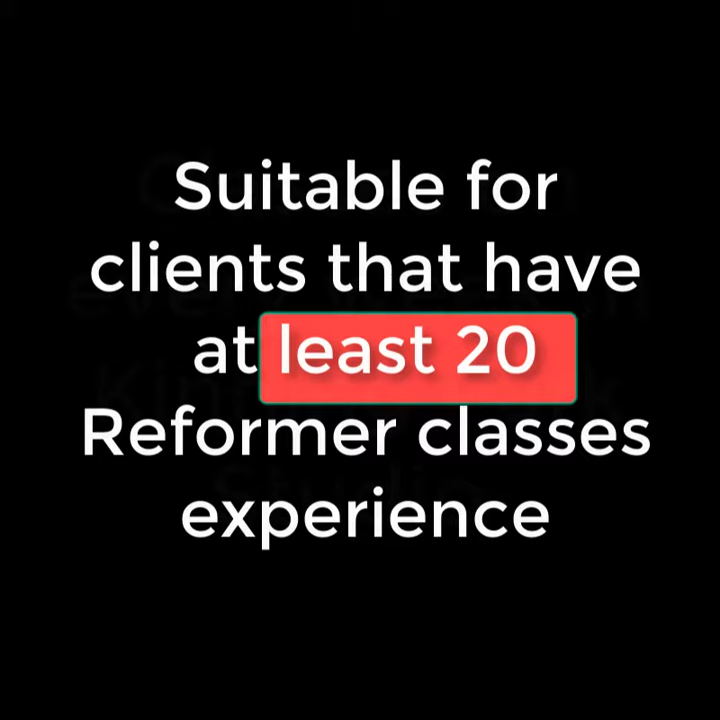 Suitable for
clients that have
at least 20
Reformer classes
experience